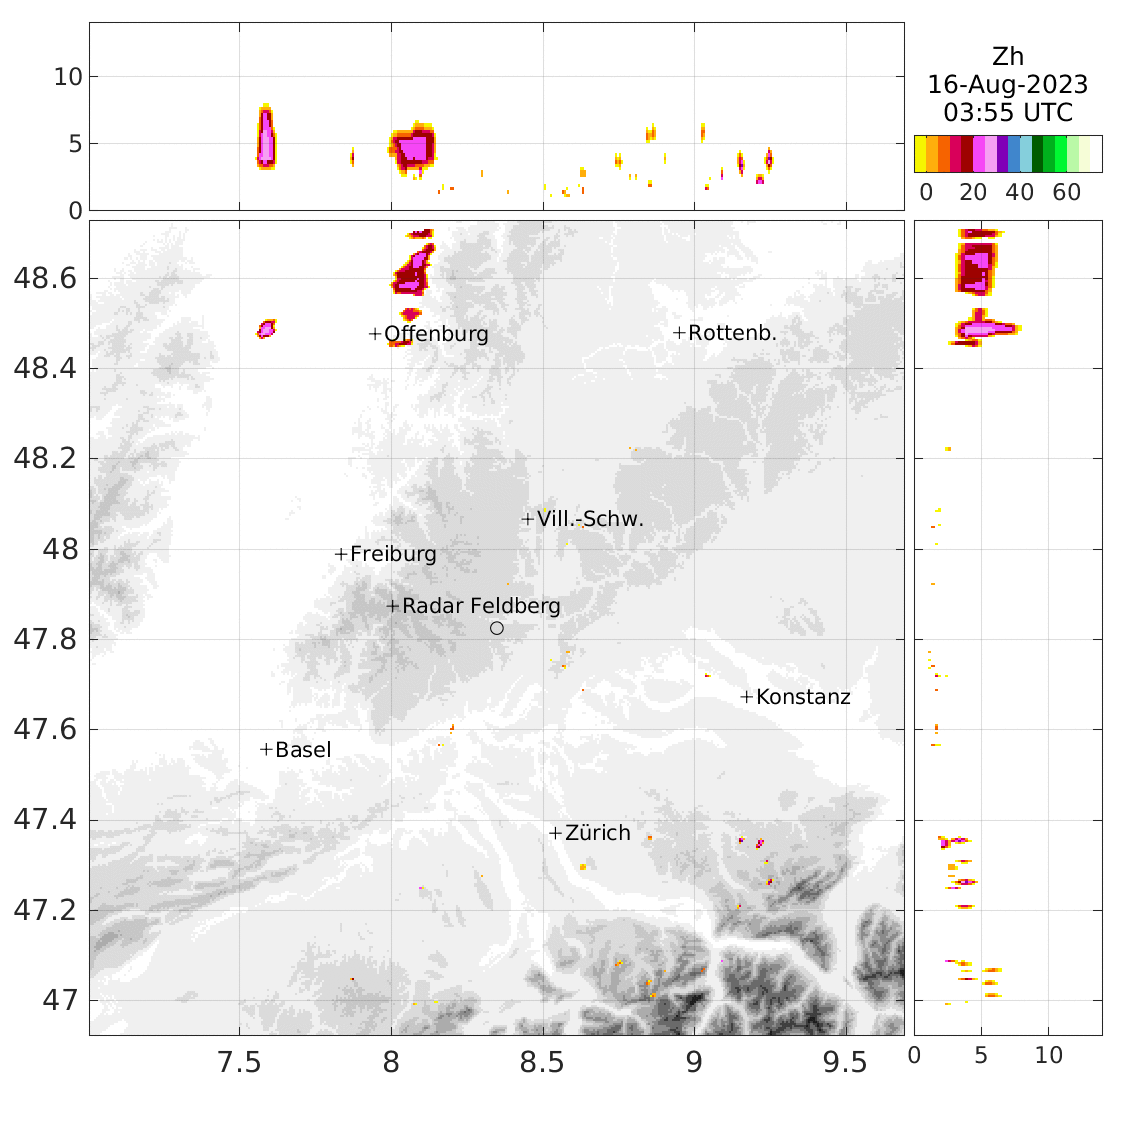 10
5
0
Zh
16-Aug-2023
03:55 UTC
0 20 40 60
48.6
48.4
48.2
48
47.8
47.6
47.4
47.2
47
Offenburg
Rottenb.
Vill.-Schw.
Freiburg
Radar Feldberg
Konstanz
Basel
Zürich
7.5 8 8.5 9 9.5
0 5 10